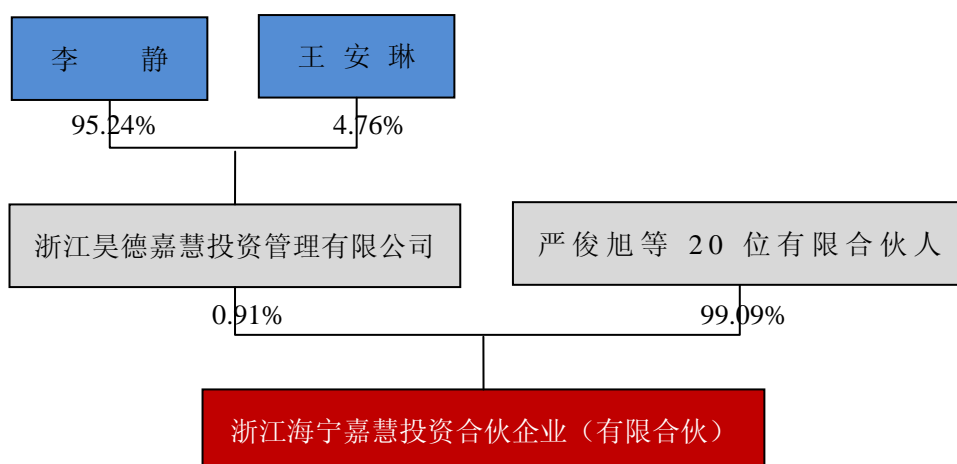 李 静
王安琳
95.24%
4.76%
浙江昊德嘉慧投资管理有限公司
严俊旭等 20 位有限合伙人
0.91%
99.09%
浙江海宁嘉慧投资合伙企业（有限合伙）